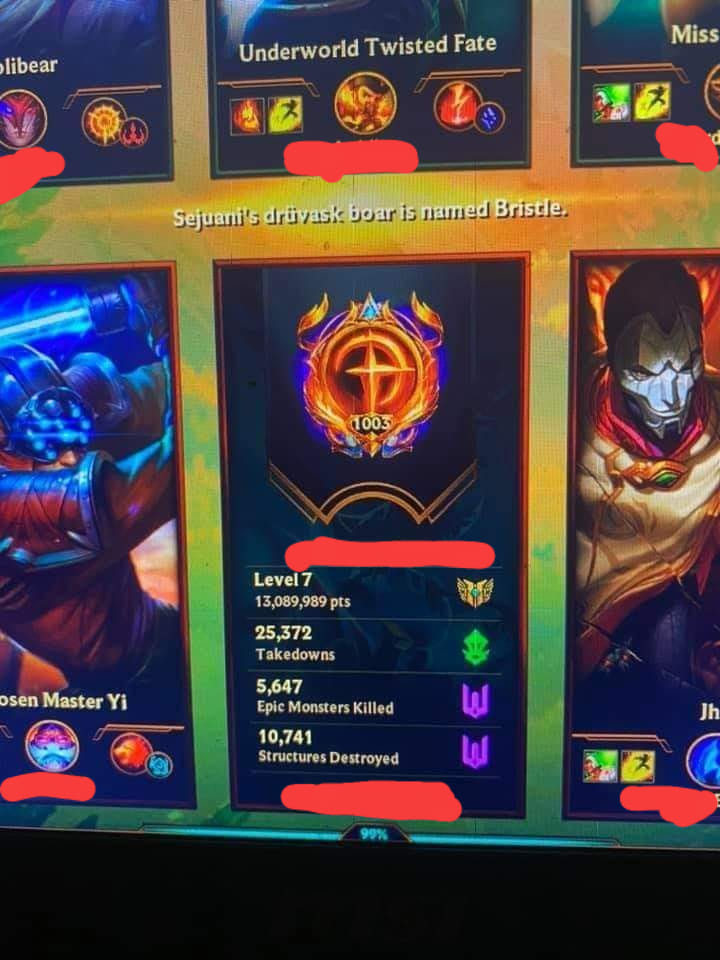 olibear
Underworld Twisted Fate
Miss
Sejuani's drüvask boar is named Bristle.
1003
Level 7
13,089,989 pts
25,372
Takedowns
5,647
Epic Monsters Killed
10,741
Structures Destroyed
osen Master Yi
Jh
99%